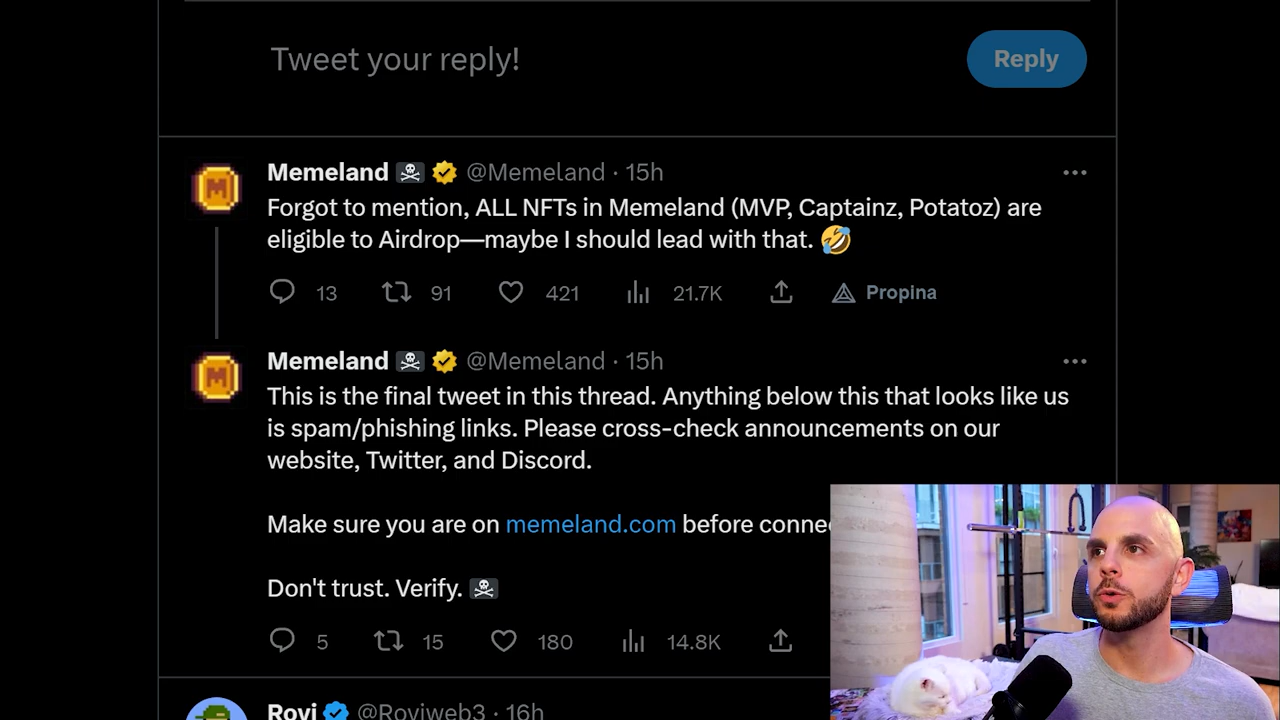 Tweet your reply!
Reply
Memeland @Memeland · 15h
Forgot to mention, ALL NFTs in Memeland (MVP, Captainz, Potatoz) are
eligible to Airdrop—maybe I should lead with that. 🤣
13 91 421 21.7K Propina
Memeland @Memeland · 15h
This is the final tweet in this thread. Anything below this that looks like us
is spam/phishing links. Please cross-check announcements on our
website, Twitter, and Discord.
Make sure you are on memeland.com before
Don't trust. Verify. ☠️
5 15 180 14.8K
Rovi @Roviweb3 · 16h